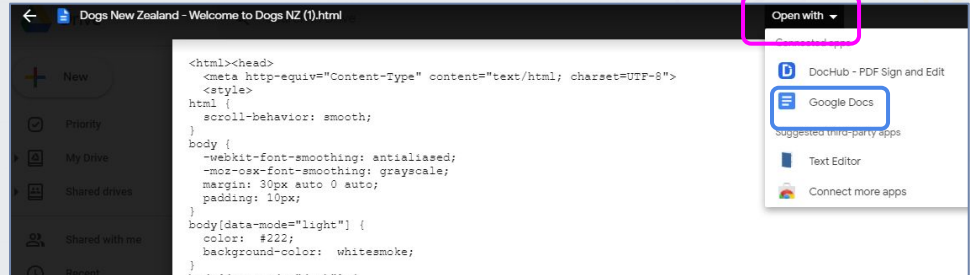 Dogs New Zealand - Welcome to Dogs NZ (1).html
Open with
Connected apps
DocHub - PDF Sign and Edit
Google Docs
Suggested third-party apps
Text Editor
Connect more apps
New
Priority
My Drive
Shared drives
Shared with me
Recent
<html><head>
<meta http-equiv="Content-Type" content="text/html; charset=UTF-8">
<style>
html {
scroll-behavior: smooth;
}
body {
-webkit-font-smoothing: antialiased;
-moz-osx-font-smoothing: grayscale;
margin: 30px auto 0 auto;
padding: 10px;
}
body[data-mode="light"] {
color: #222;
background-color: whitesmoke;
}